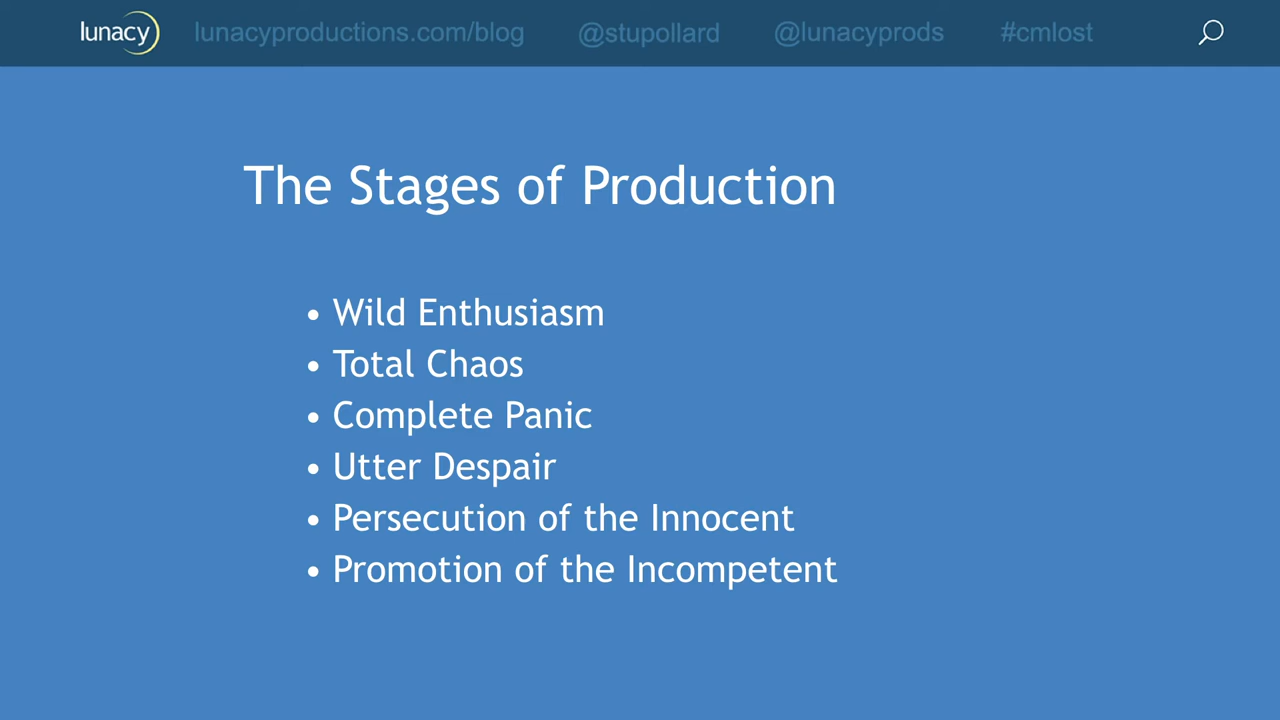 lunacy lunacyproductions.com/blog @stupollard @lunacyprods #cmlost
The Stages of Production
• Wild Enthusiasm
• Total Chaos
• Complete Panic
• Utter Despair
• Persecution of the Innocent
• Promotion of the Incompetent